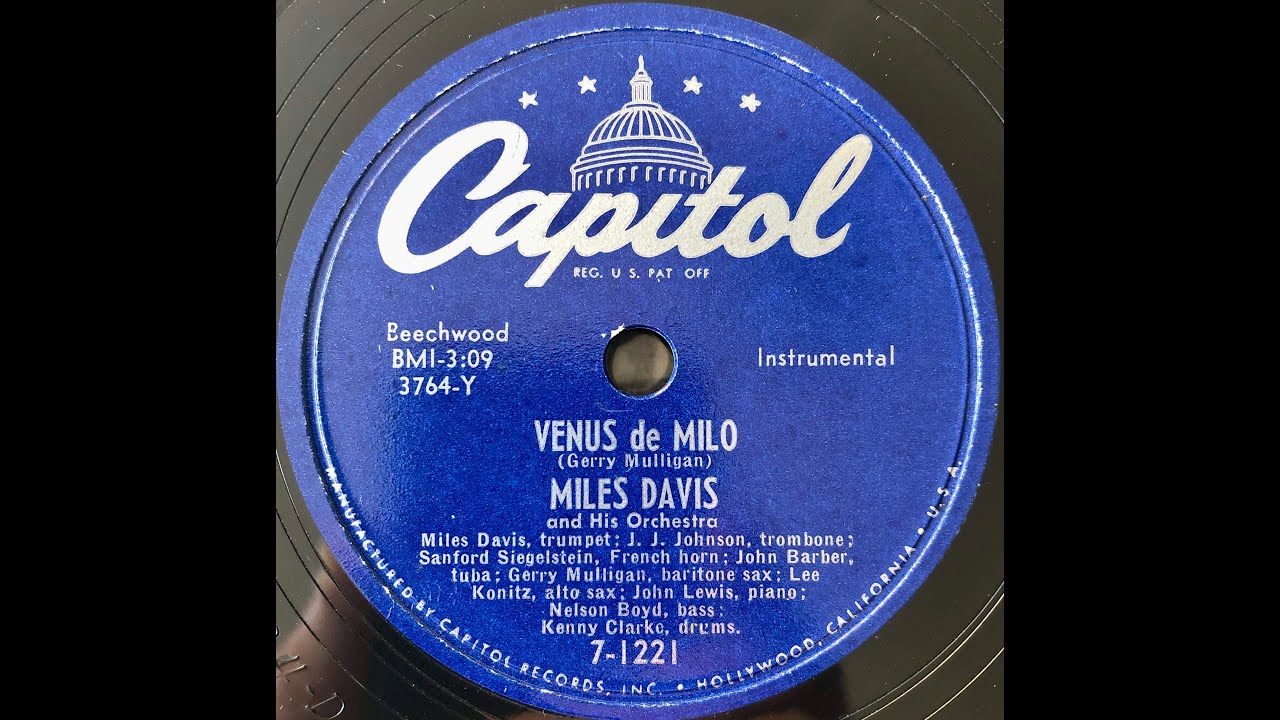 Capitol
REG. U S. PAT OFF
Beechwood
BMI-3:09
3764-Y
Instrumental
VENUS de MILO
(Gerry Mulligan)
MILES DAVIS
and His Orchestra
Miles Davis, trumpet; J. J. Johnson, trombone;
Sanford Siegelstein, French horn; John Barber,
tuba; Gerry Mulligan, baritone sax; Lee
Konitz, alto sax; John Lewis, piano;
Nelson Boyd, bass;
Kenny Clarke, drums.
7-1221
MANUFACTURED BY CAPITOL RECORDS, INC. • HOLLYWOOD, CALIFORNIA • U.S.A.